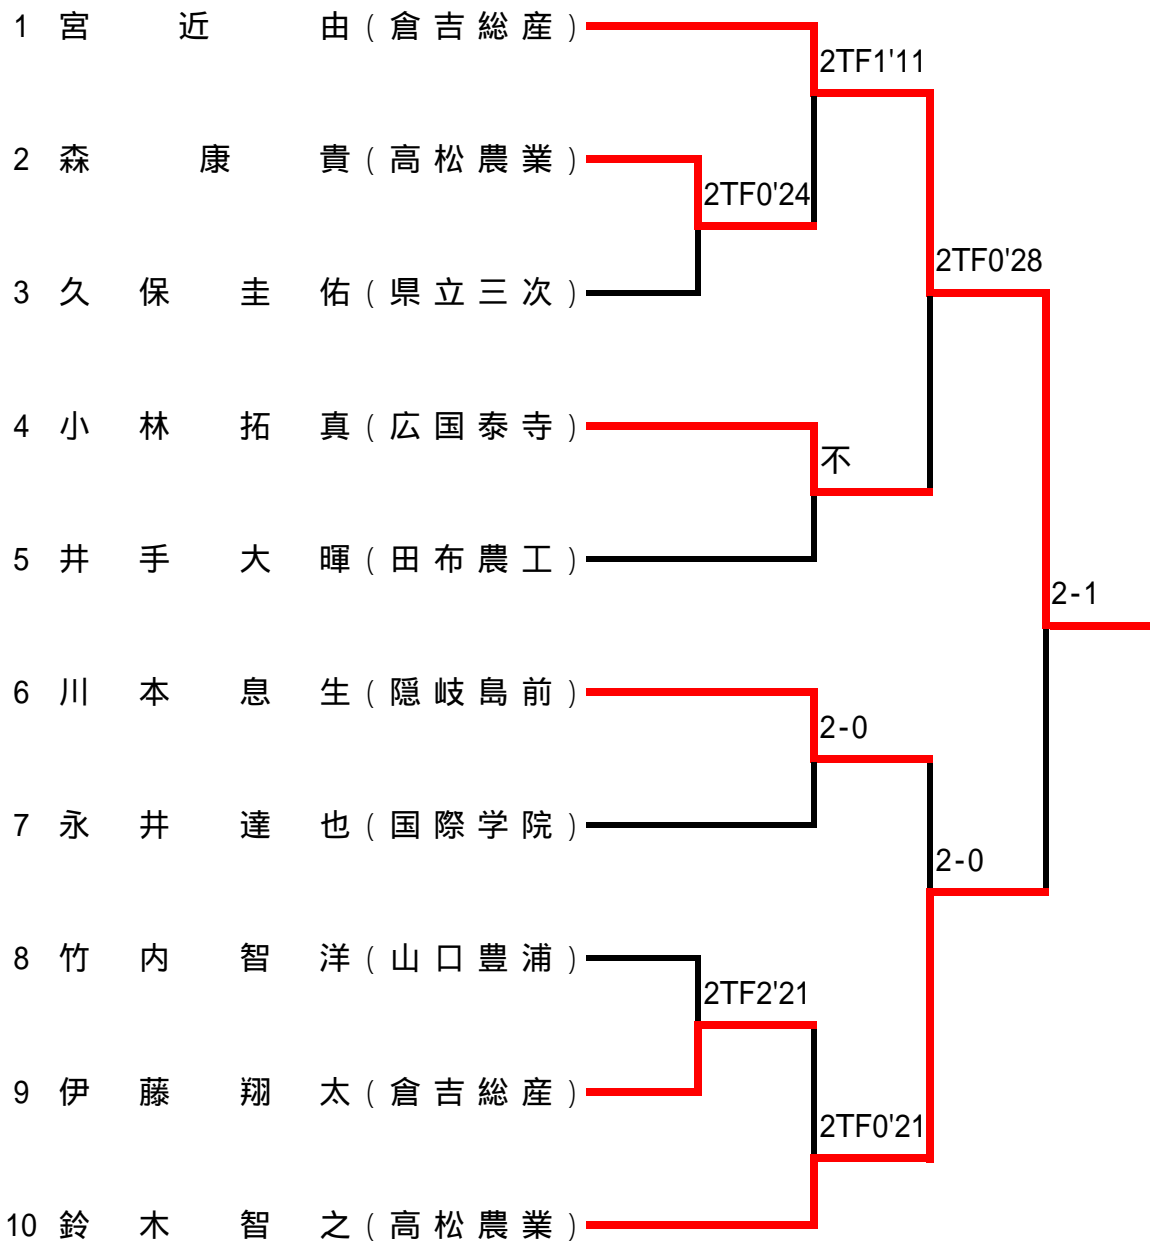 1 宮近由(倉吉総産)
2TF1'11
2 森康貴(高松農業)
2TF0'24
2TF0'28
3 久保圭佑(県立三次)
4 小林拓真(広国泰寺)
不
5 井手大暉(田布農工)
2-1
6 川本息生(隠岐島前)
2-0
7 永井達也(国際学院)
2-0
8 竹内智洋(山口豊浦)
2TF2'21
9 伊藤翔太(倉吉総産)
2TF0'21
10 鈴木智之(高松農業)